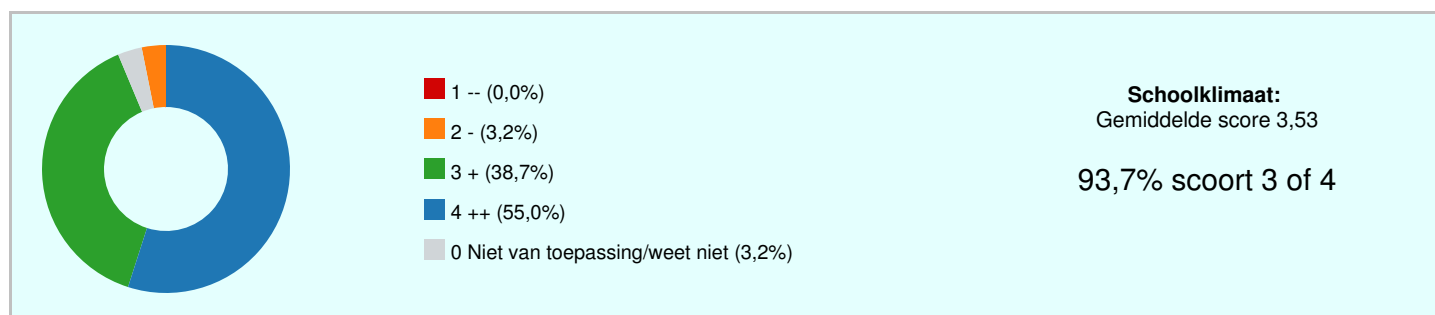 1 -- (0,0%)
2 - (3,2%)
3 + (38,7%)
4 ++ (55,0%)
0 Niet van toepassing/weet niet (3,2%)
Schoolklimaat:
Gemiddelde score 3,53
93,7% scoort 3 of 4